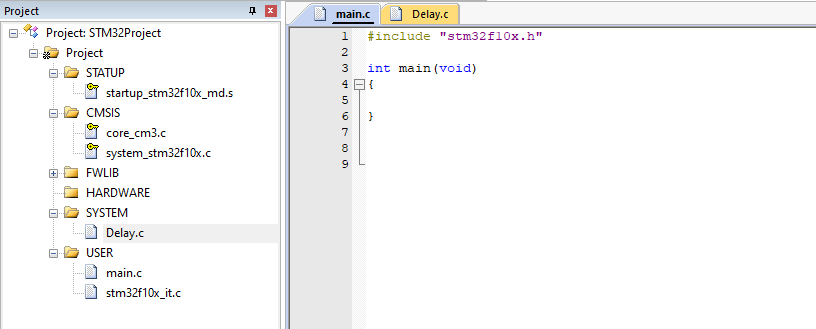 Project
Project: STM32Project
Project
STATUP
startup_stm32f10x_md.s
CMSIS
core_cm3.c
system_stm32f10x.c
FWLIB
HARDWARE
SYSTEM
Delay.c
USER
main.c
stm32f10x_it.c
main.c Delay.c
1 #include "stm32f10x.h"
2
3 int main(void)
4 {
5
6 }
7
8
9